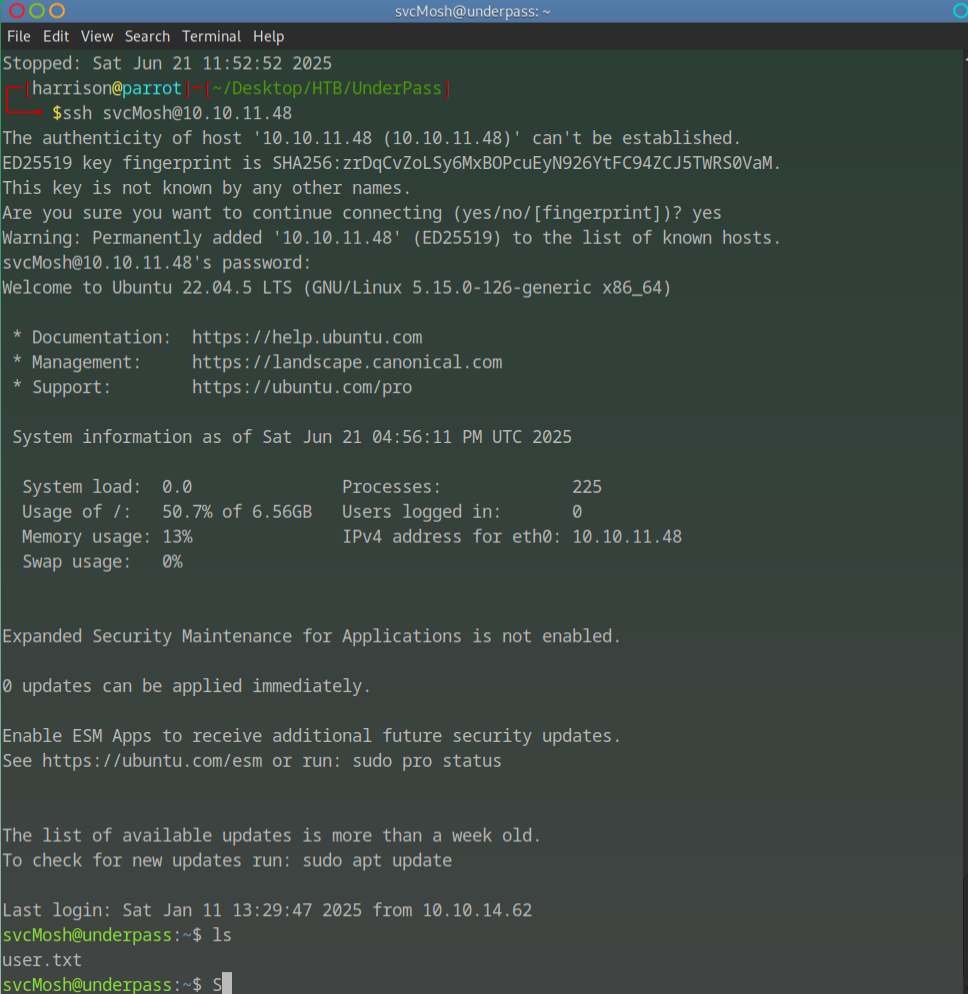 svcMosh@underpass: ~
File Edit View Search Terminal Help
Stopped: Sat Jun 21 11:52:52 2025
┌─[harrison@parrot]─[~/Desktop/HTB/UnderPass]
└──╼ $ssh svcMosh@10.10.11.48
The authenticity of host '10.10.11.48 (10.10.11.48)' can't be established.
ED25519 key fingerprint is SHA256:zrDqCvZoLSy6MxBOPcuEyN926YtFC94ZCJ5TWRS0VaM.
This key is not known by any other names.
Are you sure you want to continue connecting (yes/no/[fingerprint])? yes
Warning: Permanently added '10.10.11.48' (ED25519) to the list of known hosts.
svcMosh@10.10.11.48's password:
Welcome to Ubuntu 22.04.5 LTS (GNU/Linux 5.15.0-126-generic x86_64)
* Documentation: https://help.ubuntu.com
* Management: https://landscape.canonical.com
* Support: https://ubuntu.com/pro
System information as of Sat Jun 21 04:56:11 PM UTC 2025
System load: 0.0 Processes: 225
Usage of /: 50.7% of 6.56GB Users logged in: 0
Memory usage: 13% IPv4 address for eth0: 10.10.11.48
Swap usage: 0%
Expanded Security Maintenance for Applications is not enabled.
0 updates can be applied immediately.
Enable ESM Apps to receive additional future security updates.
See https://ubuntu.com/esm or run: sudo pro status
The list of available updates is more than a week old.
To check for new updates run: sudo apt update
Last login: Sat Jan 11 13:29:47 2025 from 10.10.14.62
svcMosh@underpass:~$ ls
user.txt
svcMosh@underpass:~$ S